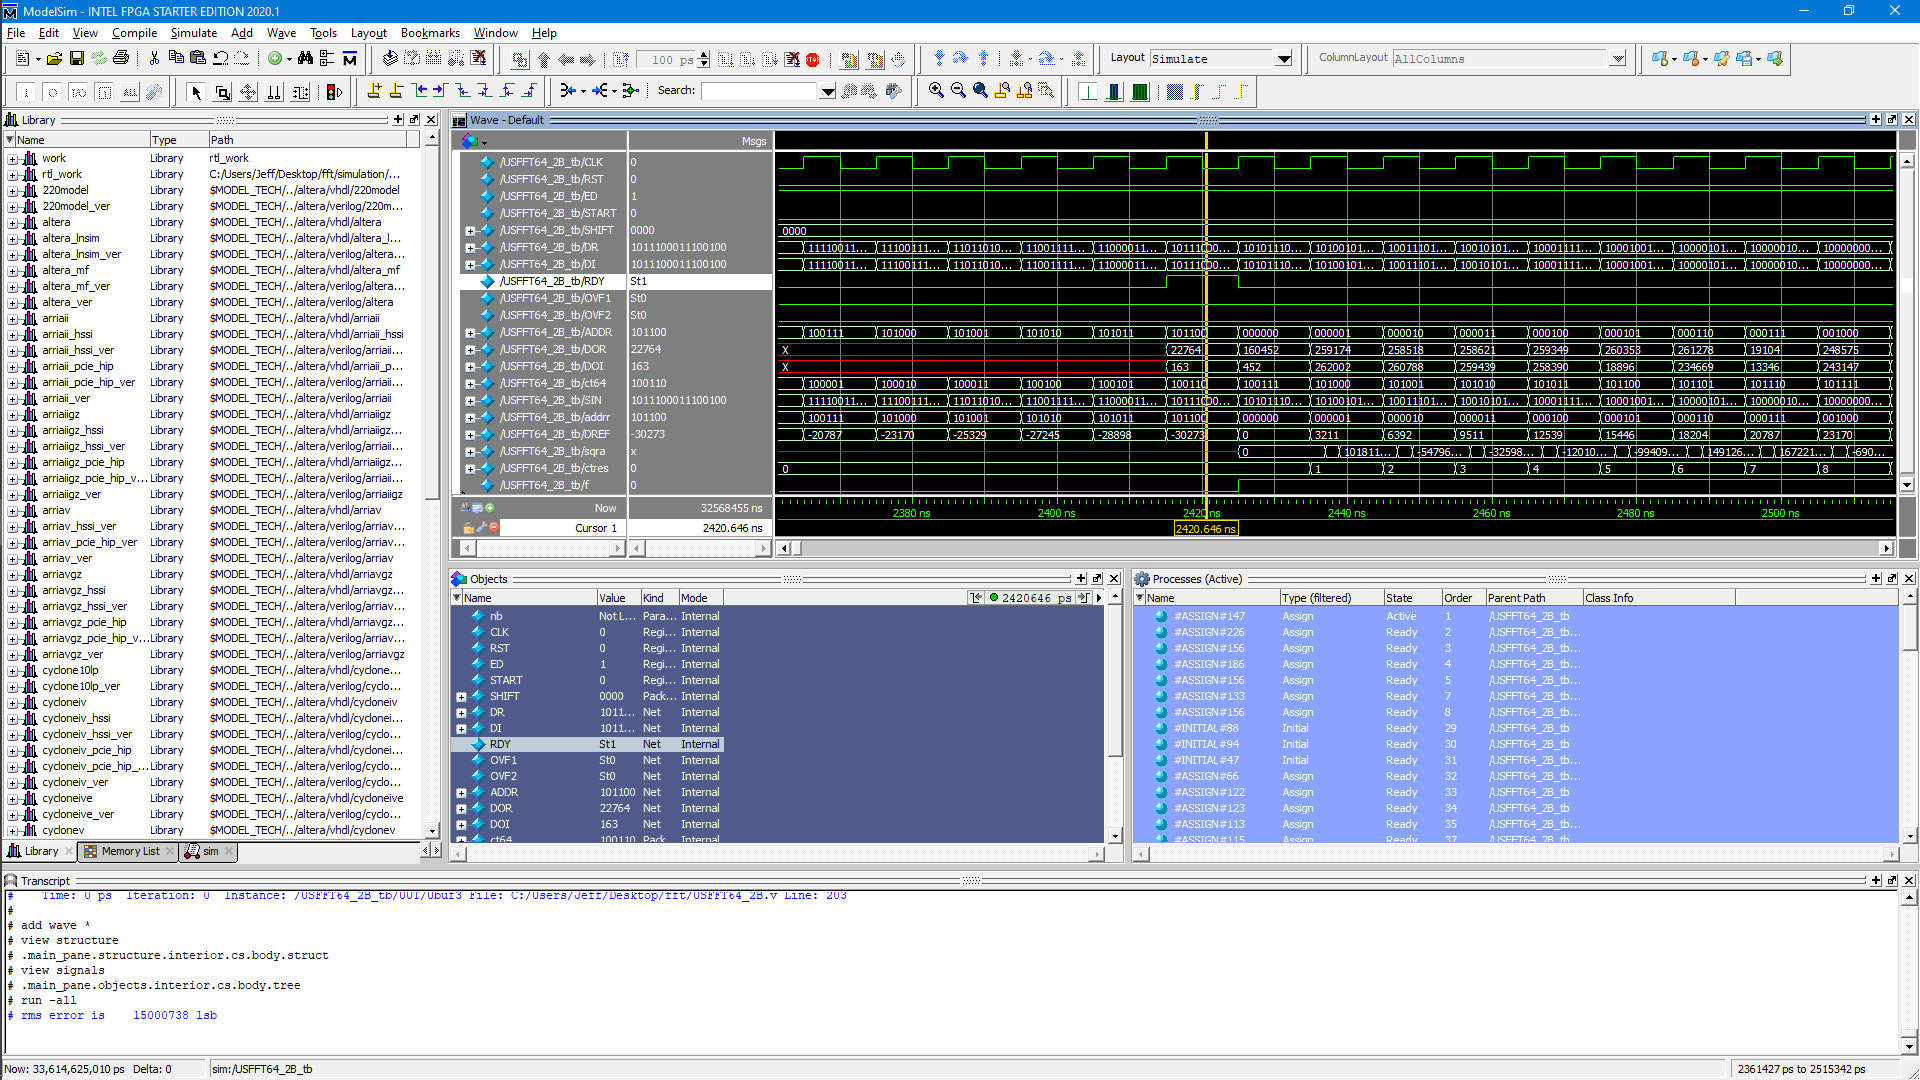 ModelSim - INTEL FPGA STARTER EDITION 2020.1
File Edit View Compile Simulate Add Wave Tools Layout Bookmarks Window Help
100 ps
Layout Simulate
ColumnLayout AllColumns
Search:
Library
Name Type Path
work Library rtl_work
rtl_work Library C:/Users/Jeff/Desktop/fft/simulation/...
220model Library $MODEL_TECH/../altera/vhdl/220model
220model_ver Library $MODEL_TECH/../altera/verilog/220m...
altera Library $MODEL_TECH/../altera/vhdl/altera
altera_lnsim Library $MODEL_TECH/../altera/vhdl/altera_l...
altera_lnsim_ver Library $MODEL_TECH/../altera/verilog/altera...
altera_mf Library $MODEL_TECH/../altera/vhdl/altera_mf
altera_mf_ver Library $MODEL_TECH/../altera/verilog/altera...
altera_ver Library $MODEL_TECH/../altera/verilog/altera
arriaii Library $MODEL_TECH/../altera/vhdl/arriaii
arriaii_hssi Library $MODEL_TECH/../altera/vhdl/arriaii_hssi
arriaii_hssi_ver Library $MODEL_TECH/../altera/verilog/arriaii...
arriaii_pcie_hip Library $MODEL_TECH/../altera/vhdl/arriaii_p...
arriaii_pcie_hip_ver Library $MODEL_TECH/../altera/verilog/arriaii...
arriaii_ver Library $MODEL_TECH/../altera/verilog/arriaii
arriaiigz Library $MODEL_TECH/../altera/vhdl/arriaiigz
arriaiigz_hssi Library $MODEL_TECH/../altera/vhdl/arriaiigz...
arriaiigz_hssi_ver Library $MODEL_TECH/../altera/verilog/arriaii...
arriaiigz_pcie_hip Library $MODEL_TECH/../altera/vhdl/arriaiigz...
arriaiigz_pcie_hip_v... Library $MODEL_TECH/../altera/verilog/arriaii...
arriaiigz_ver Library $MODEL_TECH/../altera/verilog/arriaiigz
arriav Library $MODEL_TECH/../altera/vhdl/arriav
arriav_hssi_ver Library $MODEL_TECH/../altera/verilog/arriav...
arriav_pcie_hip_ver Library $MODEL_TECH/../altera/verilog/arriav...
arriav_ver Library $MODEL_TECH/../altera/verilog/arriav
arriavgz Library $MODEL_TECH/../altera/vhdl/arriavgz
arriavgz_hssi Library $MODEL_TECH/../altera/vhdl/arriavgz...
arriavgz_hssi_ver Library $MODEL_TECH/../altera/verilog/arriav...
arriavgz_pcie_hip Library $MODEL_TECH/../altera/vhdl/arriavgz...
arriavgz_pcie_hip_v... Library $MODEL_TECH/../altera/verilog/arriav...
arriavgz_ver Library $MODEL_TECH/../altera/verilog/arriavgz
cyclone10lp Library $MODEL_TECH/../altera/vhdl/cyclone...
cyclone10lp_ver Library $MODEL_TECH/../altera/verilog/cyclo...
cycloneiv Library $MODEL_TECH/../altera/vhdl/cycloneiv
cycloneiv_hssi Library $MODEL_TECH/../altera/vhdl/cyclonei...
cycloneiv_hssi_ver Library $MODEL_TECH/../altera/verilog/cyclo...
cycloneiv_pcie_hip Library $MODEL_TECH/../altera/vhdl/cyclonei...
cycloneiv_pcie_hip_... Library $MODEL_TECH/../altera/verilog/cyclo...
cycloneiv_ver Library $MODEL_TECH/../altera/verilog/cyclo...
cycloneive Library $MODEL_TECH/../altera/vhdl/cycloneive
cycloneive_ver Library $MODEL_TECH/../altera/verilog/cyclo...
cyclonev Library $MODEL_TECH/../altera/vhdl/cyclonev
Library Memory List sim
Wave - Default
Msgs
/USFFT64_2B_tb/CLK 0
/USFFT64_2B_tb/RST 0
/USFFT64_2B_tb/ED 1
/USFFT64_2B_tb/START 0
/USFFT64_2B_tb/SHIFT 0000 0000
/USFFT64_2B_tb/DR 1011100011100100 11110011... 11100111... 11011010... 11001111... 11000011... 10111000... 10101110... 10100101... 10011101... 10010101... 10001111... 10001001... 10000101... 10000010... 10000000...
/USFFT64_2B_tb/DI 1011100011100100 11110011... 11100111... 11011010... 11001111... 11000011... 10111000... 10101110... 10100101... 10011101... 10010101... 10001111... 10001001... 10000101... 10000010... 10000000...
/USFFT64_2B_tb/RDY St1
/USFFT64_2B_tb/OVF1 St0
/USFFT64_2B_tb/OVF2 St0
/USFFT64_2B_tb/ADDR 101100 100111 101000 101001 101010 101011 101100 000000 000001 000010 000011 000100 000101 000110 000111 001000
/USFFT64_2B_tb/DOR 22764 X 22764 160452 259174 258518 258621 259349 260353 261278 19104 248575
/USFFT64_2B_tb/DOI 163 X 163 452 262002 260788 259439 258390 18896 234669 13346 243147
/USFFT64_2B_tb/ct64 100110 100001 100010 100011 100100 100101 100110 100111 101000 101001 101010 101011 101100 101101 101110 101111
/USFFT64_2B_tb/SIN 1011100011100100 11110011... 11100111... 11011010... 11001111... 11000011... 10111000... 10101110... 10100101... 10011101... 10010101... 10001111... 10001001... 10000101... 10000010... 10000000...
/USFFT64_2B_tb/addrr 101100 100111 101000 101001 101010 101011 101100 000000 000001 000010 000011 000100 000101 000110 000111 001000
/USFFT64_2B_tb/DREF -30273 -20787 -23170 -25329 -27245 -28898 -30273 0 3211 6392 9511 12539 15446 18204 20787 23170
/USFFT64_2B_tb/sqra x 0 101811... -54796... -32598... -12010... -99409... 149126... 167221... -690...
/USFFT64_2B_tb/ctres 0 0 1 2 3 4 5 6 7 8
/USFFT64_2B_tb/f 0
Now 32568455 ns 2380 ns 2400 ns 2420 ns 2440 ns 2460 ns 2480 ns 2500 ns
Cursor 1 2420.646 ns 2420.646 ns
Objects
Name Value Kind Mode 2420646 ps
nb Not L... Para... Internal
CLK 0 Regi... Internal
RST 0 Regi... Internal
ED 1 Regi... Internal
START 0 Regi... Internal
SHIFT 0000 Pack... Internal
DR 1011... Net Internal
DI 1011... Net Internal
RDY St1 Net Internal
OVF1 St0 Net Internal
OVF2 St0 Net Internal
ADDR 101100 Net Internal
DOR 22764 Net Internal
DOI 163 Net Internal
ct64 100110 Pack Internal
Processes (Active)
Name Type (filtered) State Order Parent Path Class Info
#ASSIGN#147 Assign Active 1 /USFFT64_2B_tb
#ASSIGN#226 Assign Ready 2 /USFFT64_2B_tb...
#ASSIGN#156 Assign Ready 3 /USFFT64_2B_tb...
#ASSIGN#186 Assign Ready 4 /USFFT64_2B_tb...
#ASSIGN#156 Assign Ready 5 /USFFT64_2B_tb...
#ASSIGN#133 Assign Ready 7 /USFFT64_2B_tb...
#ASSIGN#156 Assign Ready 8 /USFFT64_2B_tb...
#INITIAL#88 Initial Ready 29 /USFFT64_2B_tb
#INITIAL#94 Initial Ready 30 /USFFT64_2B_tb
#INITIAL#47 Initial Ready 31 /USFFT64_2B_tb
#ASSIGN#66 Assign Ready 32 /USFFT64_2B_tb...
#ASSIGN#122 Assign Ready 33 /USFFT64_2B_tb...
#ASSIGN#123 Assign Ready 34 /USFFT64_2B_tb...
#ASSIGN#113 Assign Ready 35 /USFFT64_2B_tb...
#ASSIGN#115 Assign Ready 37 /USFFT64_2B_tb...
Transcript
# Time: 0 ps Iteration: 0 Instance: /USFFT64_2B_tb/UUT/Ubuf3 File: C:/Users/Jeff/Desktop/fft/USFFT64_2B.v Line: 203
#
# add wave *
# view structure
# .main_pane.structure.interior.cs.body.struct
# view signals
# .main_pane.objects.interior.cs.body.tree
# run -all
# rms error is 15000738 lsb
Now: 33,614,625,010 ps Delta: 0 sim:/USFFT64_2B_tb 2361427 ps to 2515342 ps